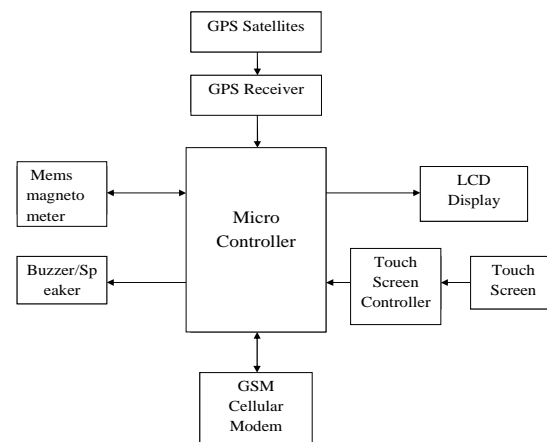 GPS Satellites
GPS Receiver
Mems
magneto
meter
Micro
Controller
LCD
Display
Buzzer/Sp
eaker
Touch
Screen
Controller
Touch
Screen
GSM
Cellular
Modem